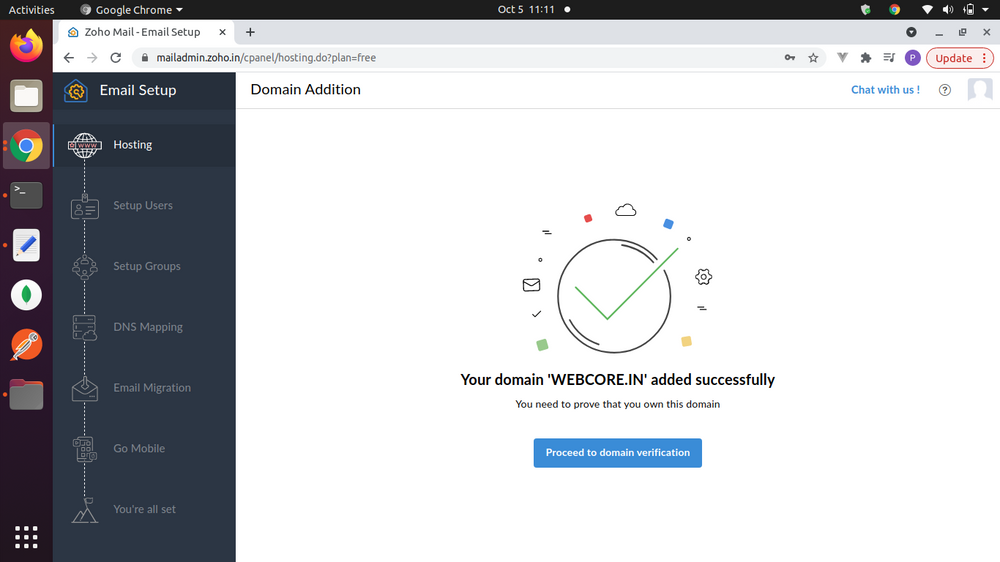 Activities
Google Chrome
Oct 5 11:11
Zoho Mail - Email Setup
mailadmin.zoho.in/cpanel/hosting.do?plan=free
P
Update
Email Setup
Domain Addition
Chat with us !
?
WWW
Hosting
Setup Users
Setup Groups
DNS Mapping
Email Migration
Go Mobile
You're all set
Your domain 'WEBCORE.IN' added successfully
You need to prove that you own this domain
Proceed to domain verification